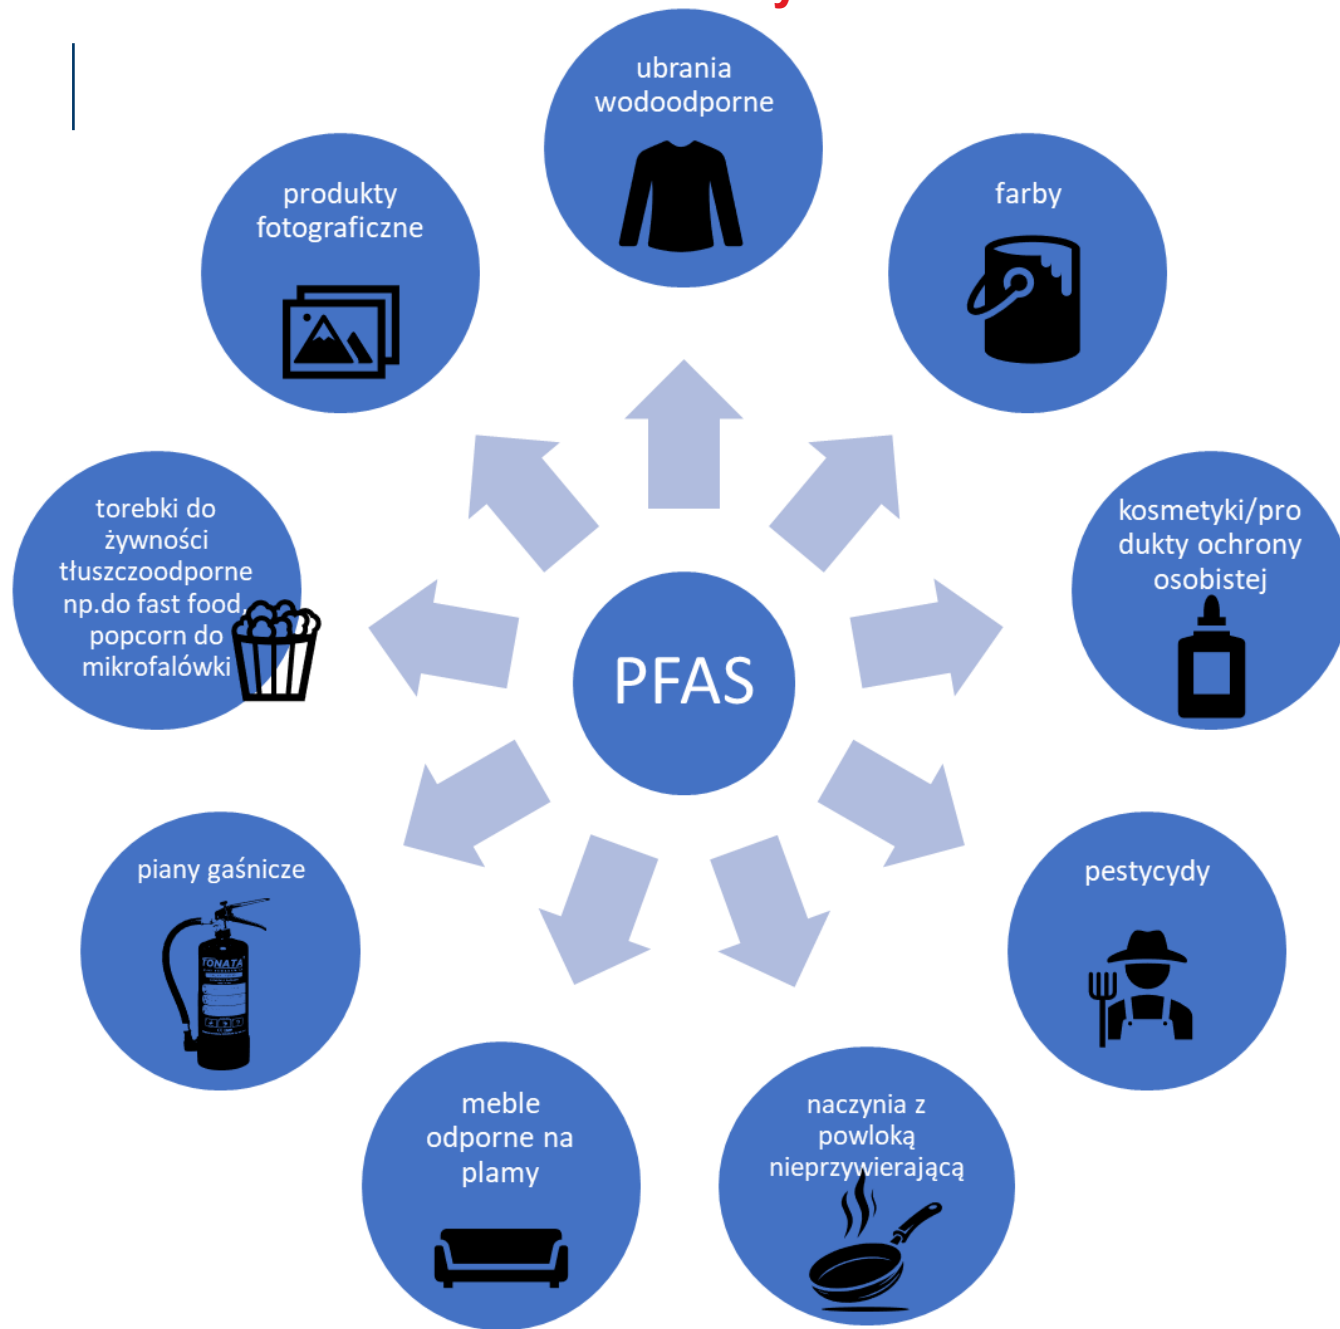 ubrania
wodoodporne
farby
kosmetyki/pro
dukty ochrony
osobistej
pestycydy
naczynia z
powloką
nieprzywierającą
meble
odporne na
plamy
piany gaśnicze
TONATA
torebki do
żywności
tłuszczoodporne
np.do fast food,
popcorn do
mikrofalówki
produkty
fotograficzne
PFAS